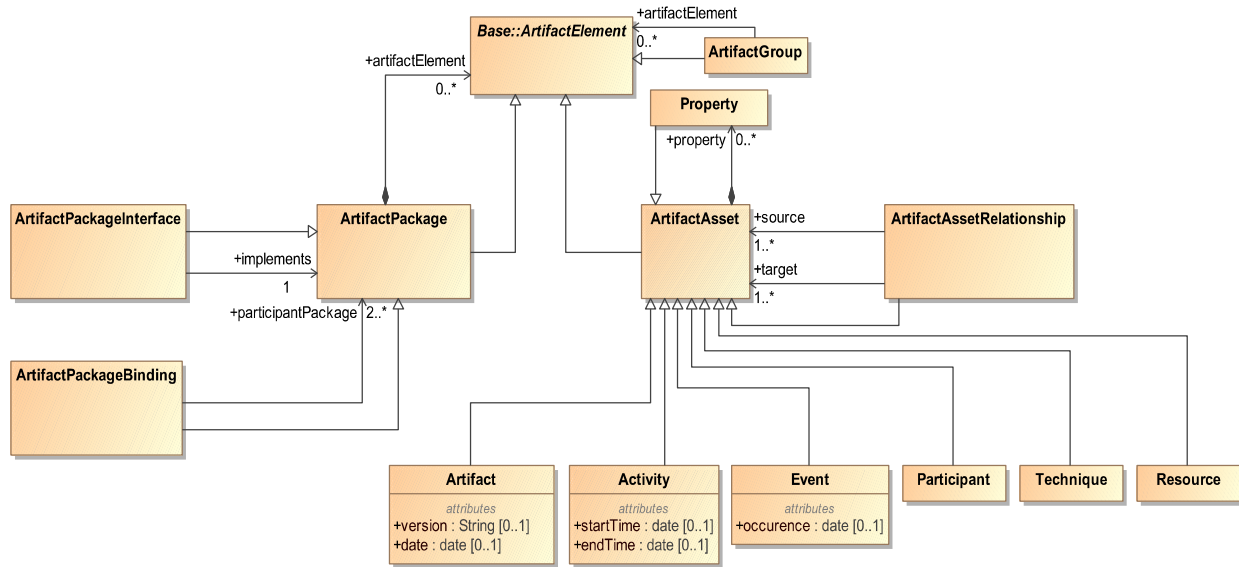 +artifactElement
Base::ArtifactElement
0..*
ArtifactGroup
+artifactElement
0..*
Property
+property
0..*
ArtifactPackageInterface
ArtifactPackage
ArtifactAsset
+source
1..*
ArtifactAssetRelationship
+implements
1
+target
1..*
+participantPackage
2..*
ArtifactPackageBinding
Artifact
attributes
+version : String [0..1]
+date : date [0..1]
Activity
attributes
+startTime : date [0..1]
+endTime : date [0..1]
Event
attributes
+occurence : date [0..1]
Participant
Technique
Resource